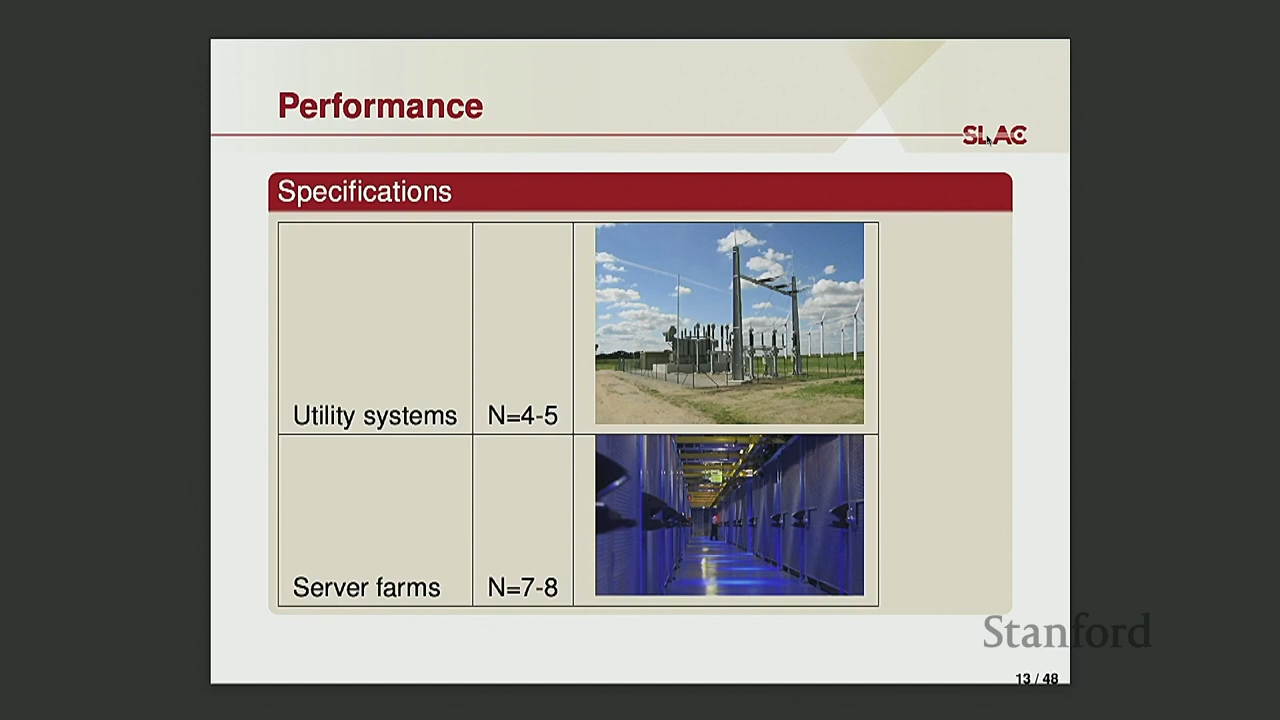 Performance
SLAC
Specifications
Utility systems N=4-5
Server farms N=7-8
Stanford
13 / 48